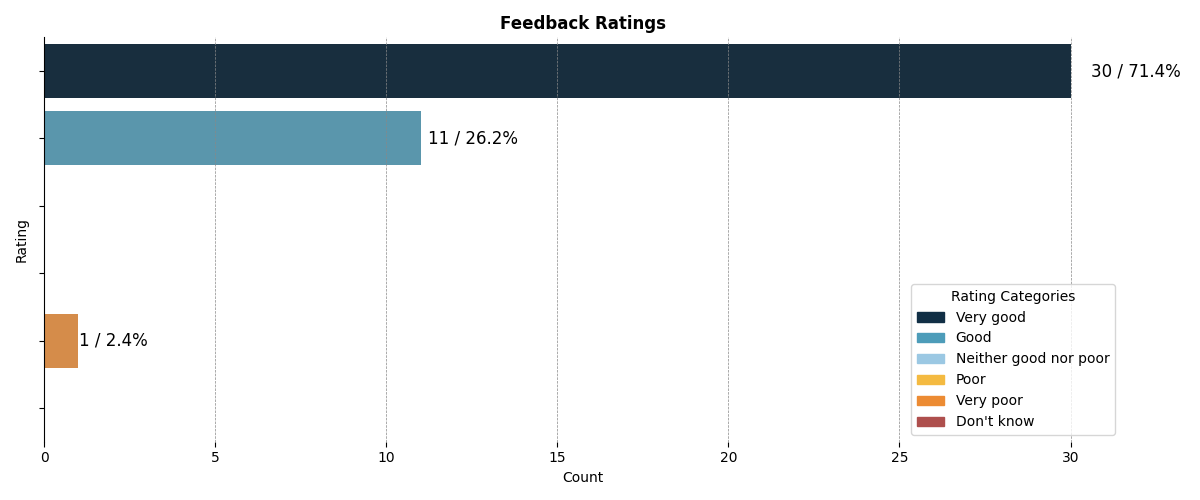 Feedback Ratings
30 / 71.4%
11 / 26.2%
1 / 2.4%
Rating
Rating Categories
Very good
Good
Neither good nor poor
Poor
Very poor
Don't know
0 5 10 15 20 25 30
Count